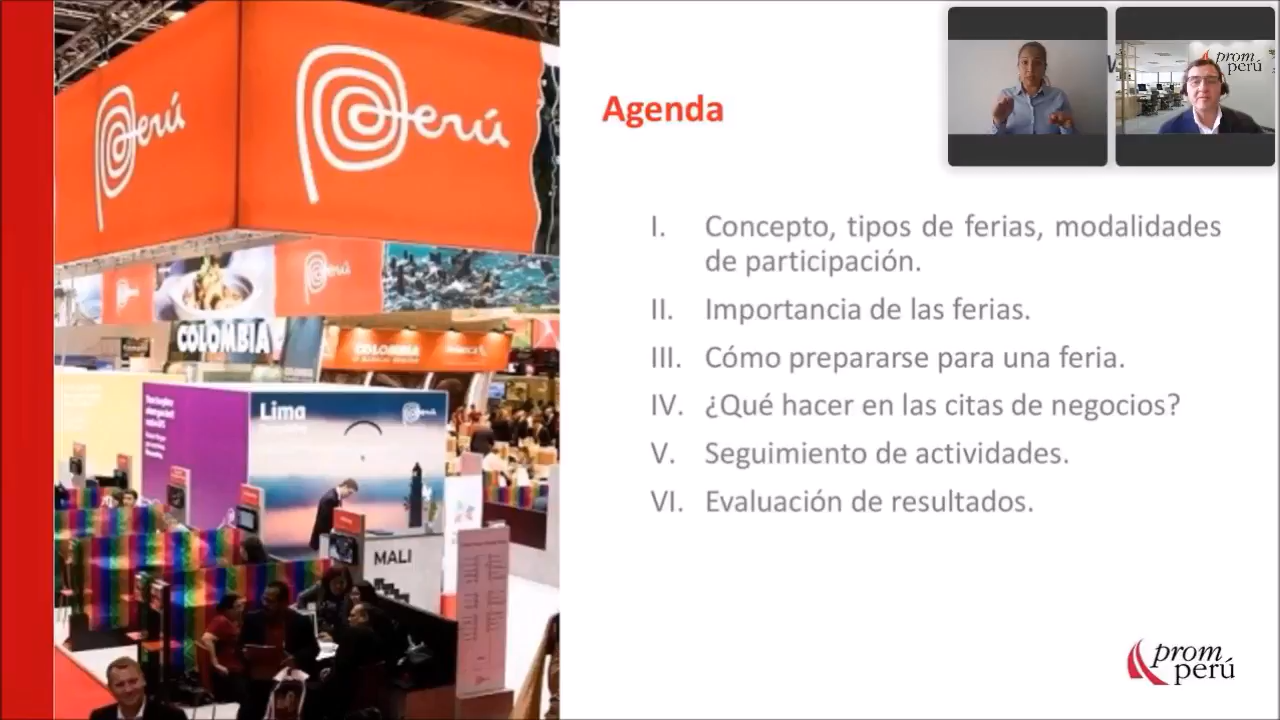 Perú
Perú
Perú
COLOMBIA
COLOMBIA
Lima
Perú
MALI
Agenda
prom
perú
I. Concepto, tipos de ferias, modalidades
de participación.
II. Importancia de las ferias.
III. Cómo prepararse para una feria.
IV. ¿Qué hacer en las citas de negocios?
V. Seguimiento de actividades.
VI. Evaluación de resultados.
prom
perú